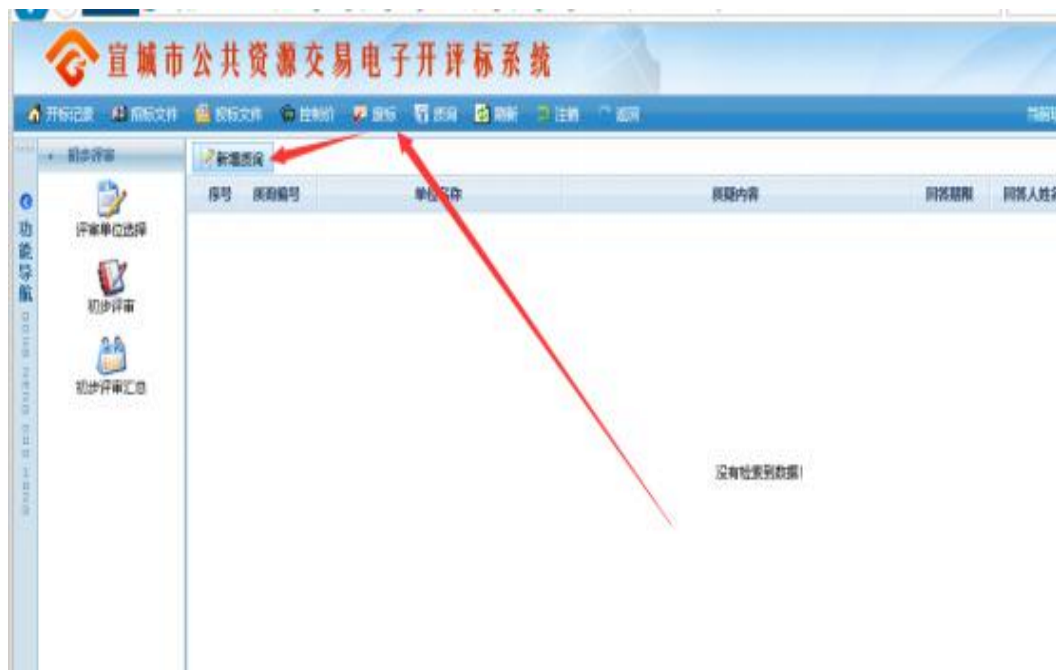 宣城市公共资源交易电子开评标系统
开标记录 招标文件 投标文件 控制价 废标 质询 刷新 注销 返回
初步评审 新增质询
序号 质询编号 单位名称 质疑内容 回答期限 回答人姓名
评审单位选择
功能导航
初步评审
初步评审汇总
没有检索到数据!